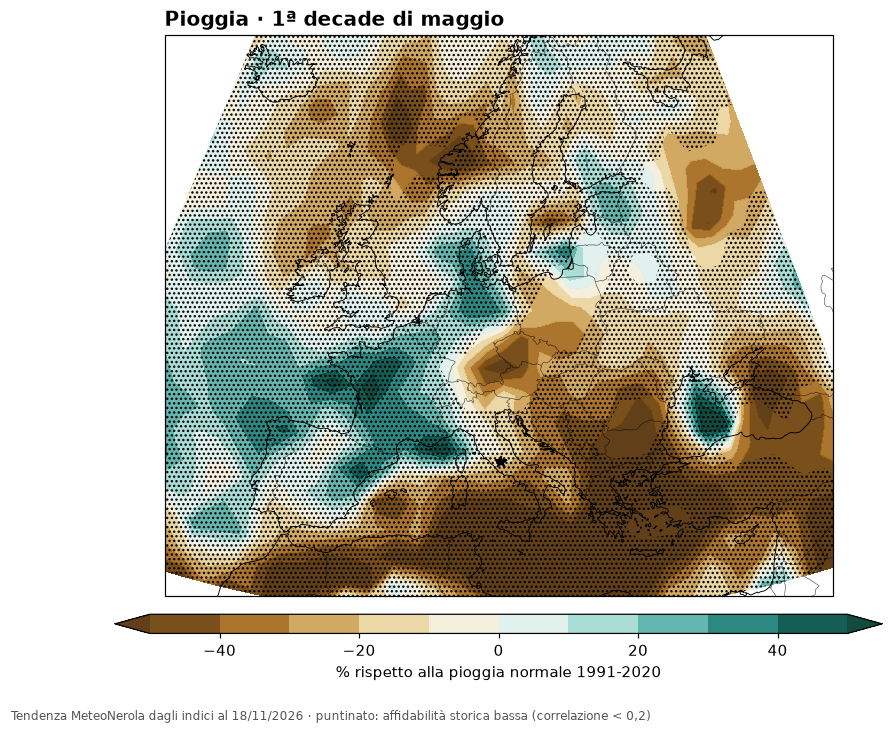 Pioggia · 1ª decade di maggio
−40 −20 0 20 40
% rispetto alla pioggia normale 1991-2020
Tendenza MeteoNerola dagli indici al 18/11/2026 · puntinato: affidabilità storica bassa (correlazione < 0,2)